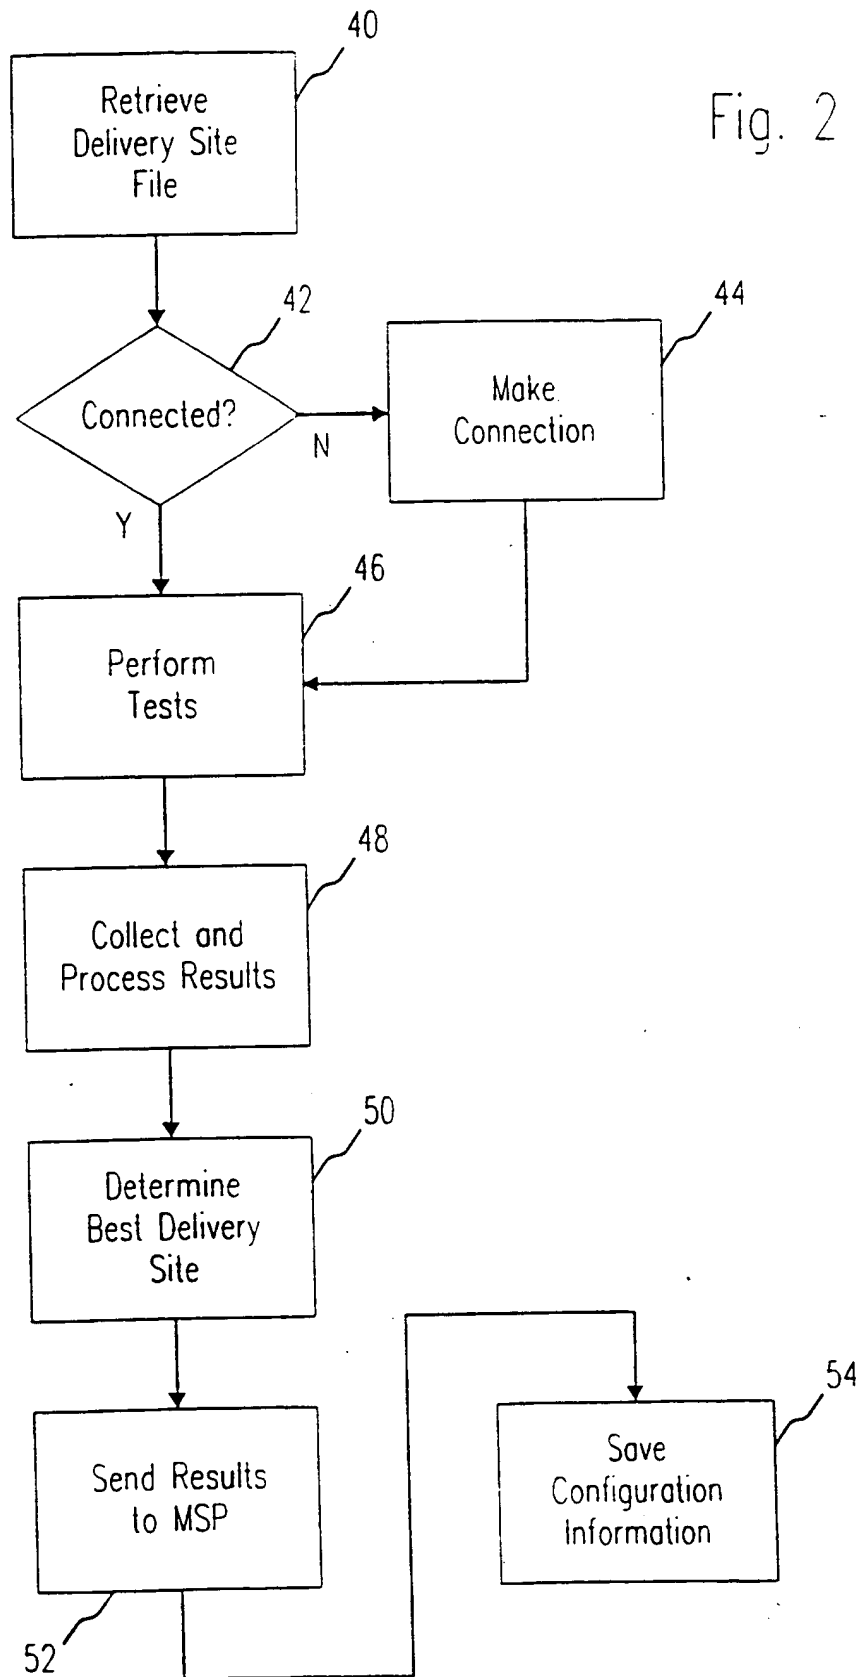 40
Retrieve
Delivery Site
File
Fig. 2
42
Connected?
N
Y
44
Make
Connection
46
Perform
Tests
48
Collect and
Process Results
50
Determine
Best Delivery
Site
Send Results
to MSP
52
54
Save
Configuration
Information